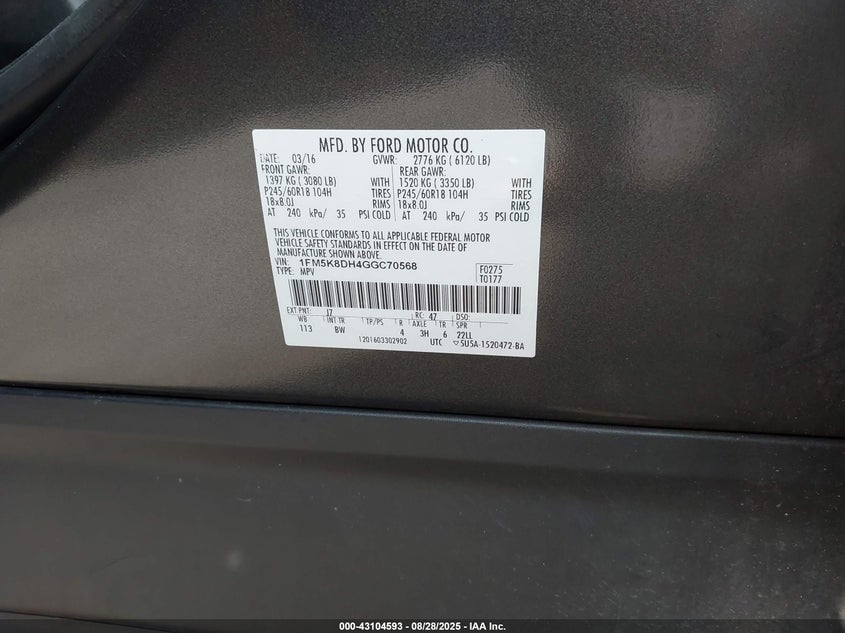 MFD. BY FORD MOTOR CO.
DATE: 03/16 GVWR: 2776 KG ( 6120 LB)
FRONT GAWR: REAR GAWR:
1397 KG ( 3080 LB) WITH 1520 KG ( 3350 LB) WITH
P245/60R18 104H TIRES P245/60R18 104H TIRES
18x8.0J RIMS 18x8.0J RIMS
AT 240 kPa/ 35 PSI COLD AT 240 kPa/ 35 PSI COLD
THIS VEHICLE CONFORMS TO ALL APPLICABLE FEDERAL MOTOR
VEHICLE SAFETY STANDARDS IN EFFECT ON THE DATE OF
MANUFACTURE SHOWN ABOVE.
VIN: 1FM5K8DH4GGC70568 F0275
TYPE: MPV T0177
EXT PNT: J7 RC: 47 DSO:
WB INT TR TP/PS R AXLE TR SPR
113 BW 4 3H 6 22LL
1201603302902 UTC ▽5U5A-1520472-BA
000-43104593 / 08/28/2025 - IAA Inc.